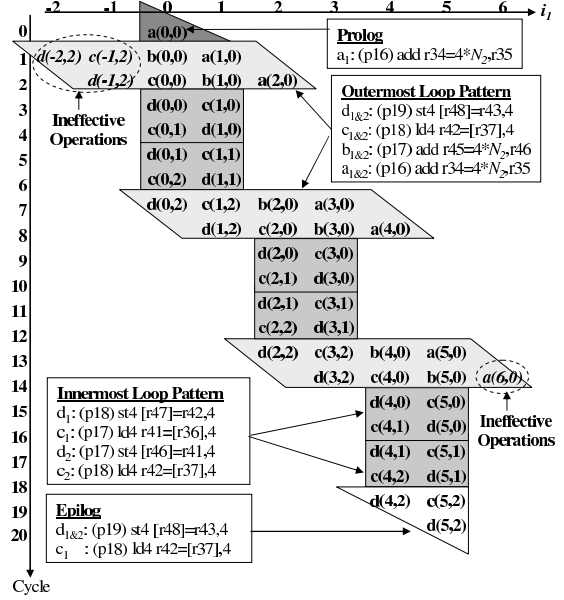 -2 -1 0 1 2 3 4 5 6 i₁
0 a(0,0)
Prolog
a₁: (p16) add r34=4*N₂,r35
1 d(-2,2) c(-1,2) b(0,0) a(1,0)
2 d(-1,2) c(0,0) b(1,0) a(2,0)
Ineffective
Operations
Outermost Loop Pattern
d₁&₂: (p19) st4 [r48]=r43,4
c₁&₂: (p18) ld4 r42=[r37],4
b₁&₂: (p17) add r45=4*N₂,r46
a₁&₂: (p16) add r34=4*N₂,r35
3 d(0,0) c(1,0)
4 c(0,1) d(1,0)
5 d(0,1) c(1,1)
6 c(0,2) d(1,1)
7 d(0,2) c(1,2) b(2,0) a(3,0)
8 d(1,2) c(2,0) b(3,0) a(4,0)
9 d(2,0) c(3,0)
10 c(2,1) d(3,0)
11 d(2,1) c(3,1)
12 c(2,2) d(3,1)
13 d(2,2) c(3,2) b(4,0) a(5,0)
14 d(3,2) c(4,0) b(5,0) a(6,0)
Ineffective
Operations
Innermost Loop Pattern
d₁: (p18) st4 [r47]=r42,4
c₁: (p17) ld4 r41=[r36],4
d₂: (p17) st4 [r46]=r41,4
c₂: (p18) ld4 r42=[r37],4
15 d(4,0) c(5,0)
16 c(4,1) d(5,0)
17 d(4,1) c(5,1)
18 c(4,2) d(5,1)
19 d(4,2) c(5,2)
20 d(5,2)
Epilog
d₁&₂: (p19) st4 [r48]=r43,4
c₁ : (p18) ld4 r42=[r37],4
Cycle